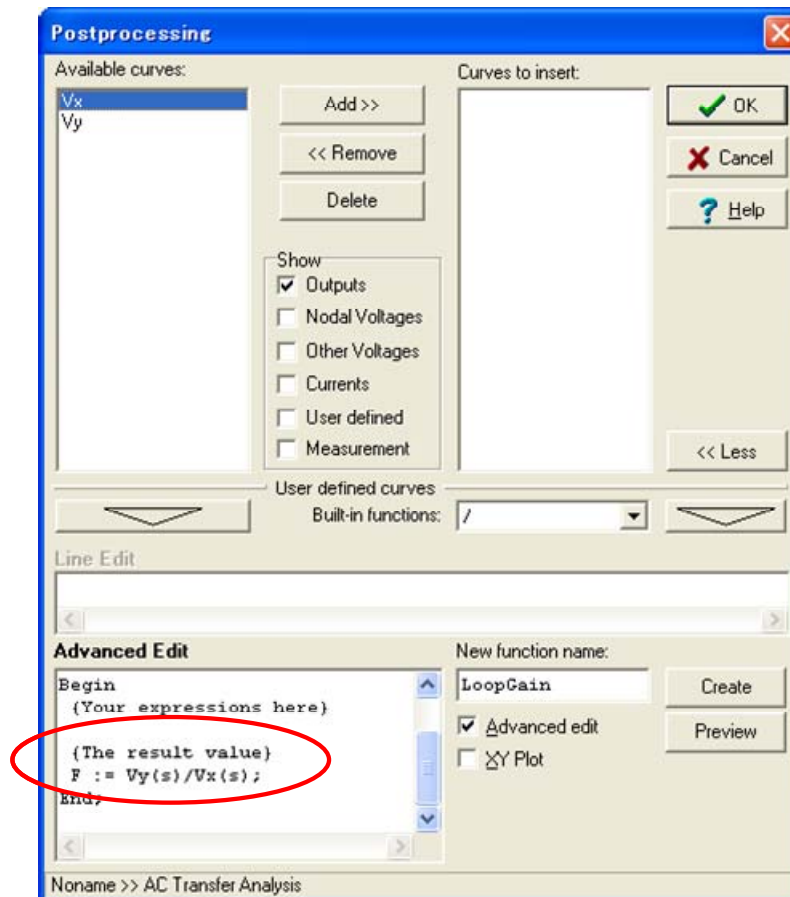 Postprocessing
Available curves:
Curves to insert:
Vx
Vy
Add >>
<< Remove
Delete
OK
Cancel
? Help
Show
Outputs
Nodal Voltages
Other Voltages
Currents
User defined
Measurement
<< Less
User defined curves
Built-in functions:
/
Line Edit
Advanced Edit
New function name:
Begin
{Your expressions here}
{The result value}
F := Vy(s)/Vx(s);
End;
LoopGain
Create
Advanced edit
Preview
XY Plot
Noname >> AC Transfer Analysis